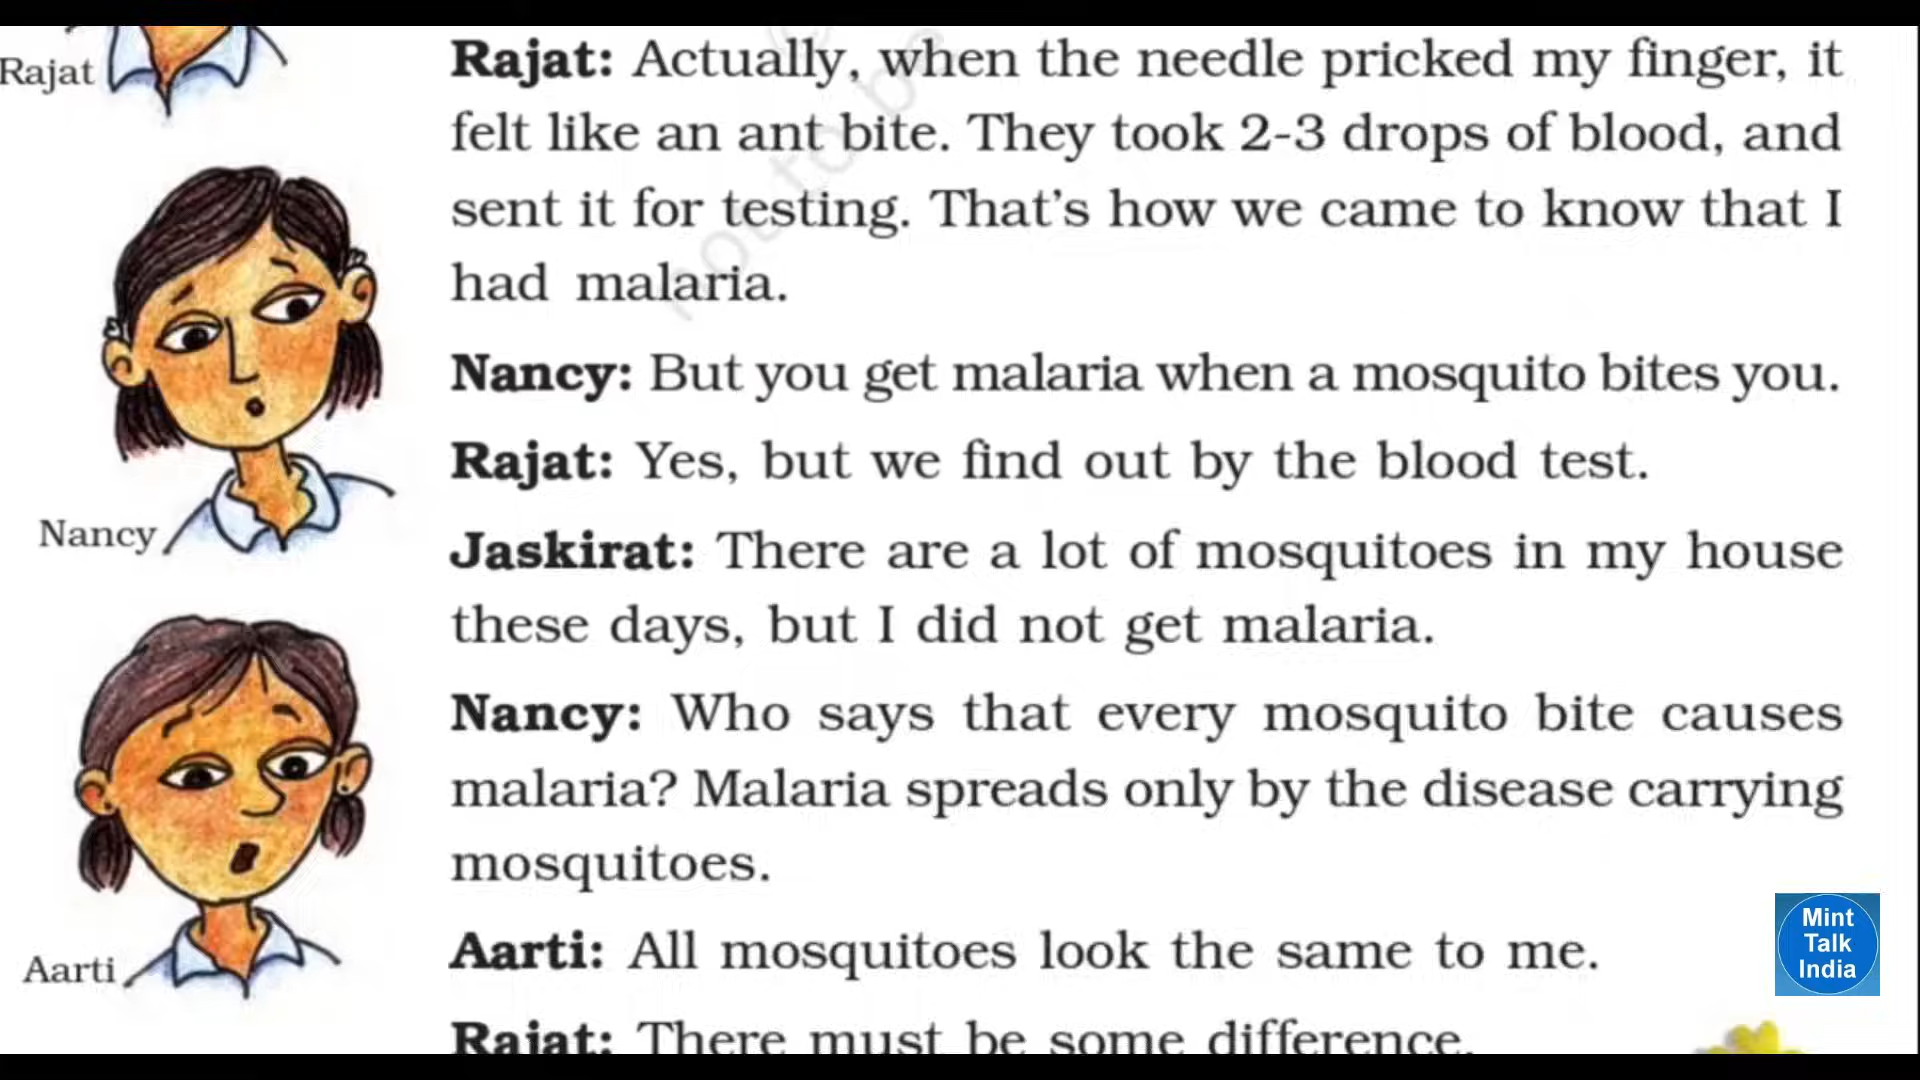 Rajat
Rajat: Actually, when the needle pricked my finger, it
felt like an ant bite. They took 2-3 drops of blood, and
sent it for testing. That's how we came to know that I
had malaria.
Nancy: But you get malaria when a mosquito bites you.
Rajat: Yes, but we find out by the blood test.
Nancy
Jaskirat: There are a lot of mosquitoes in my house
these days, but I did not get malaria.
Nancy: Who says that every mosquito bite causes
malaria? Malaria spreads only by the disease carrying
mosquitoes.
Aarti
Aarti: All mosquitoes look the same to me.
Rajat: There must be some difference.
not to be
Mint
Talk
India